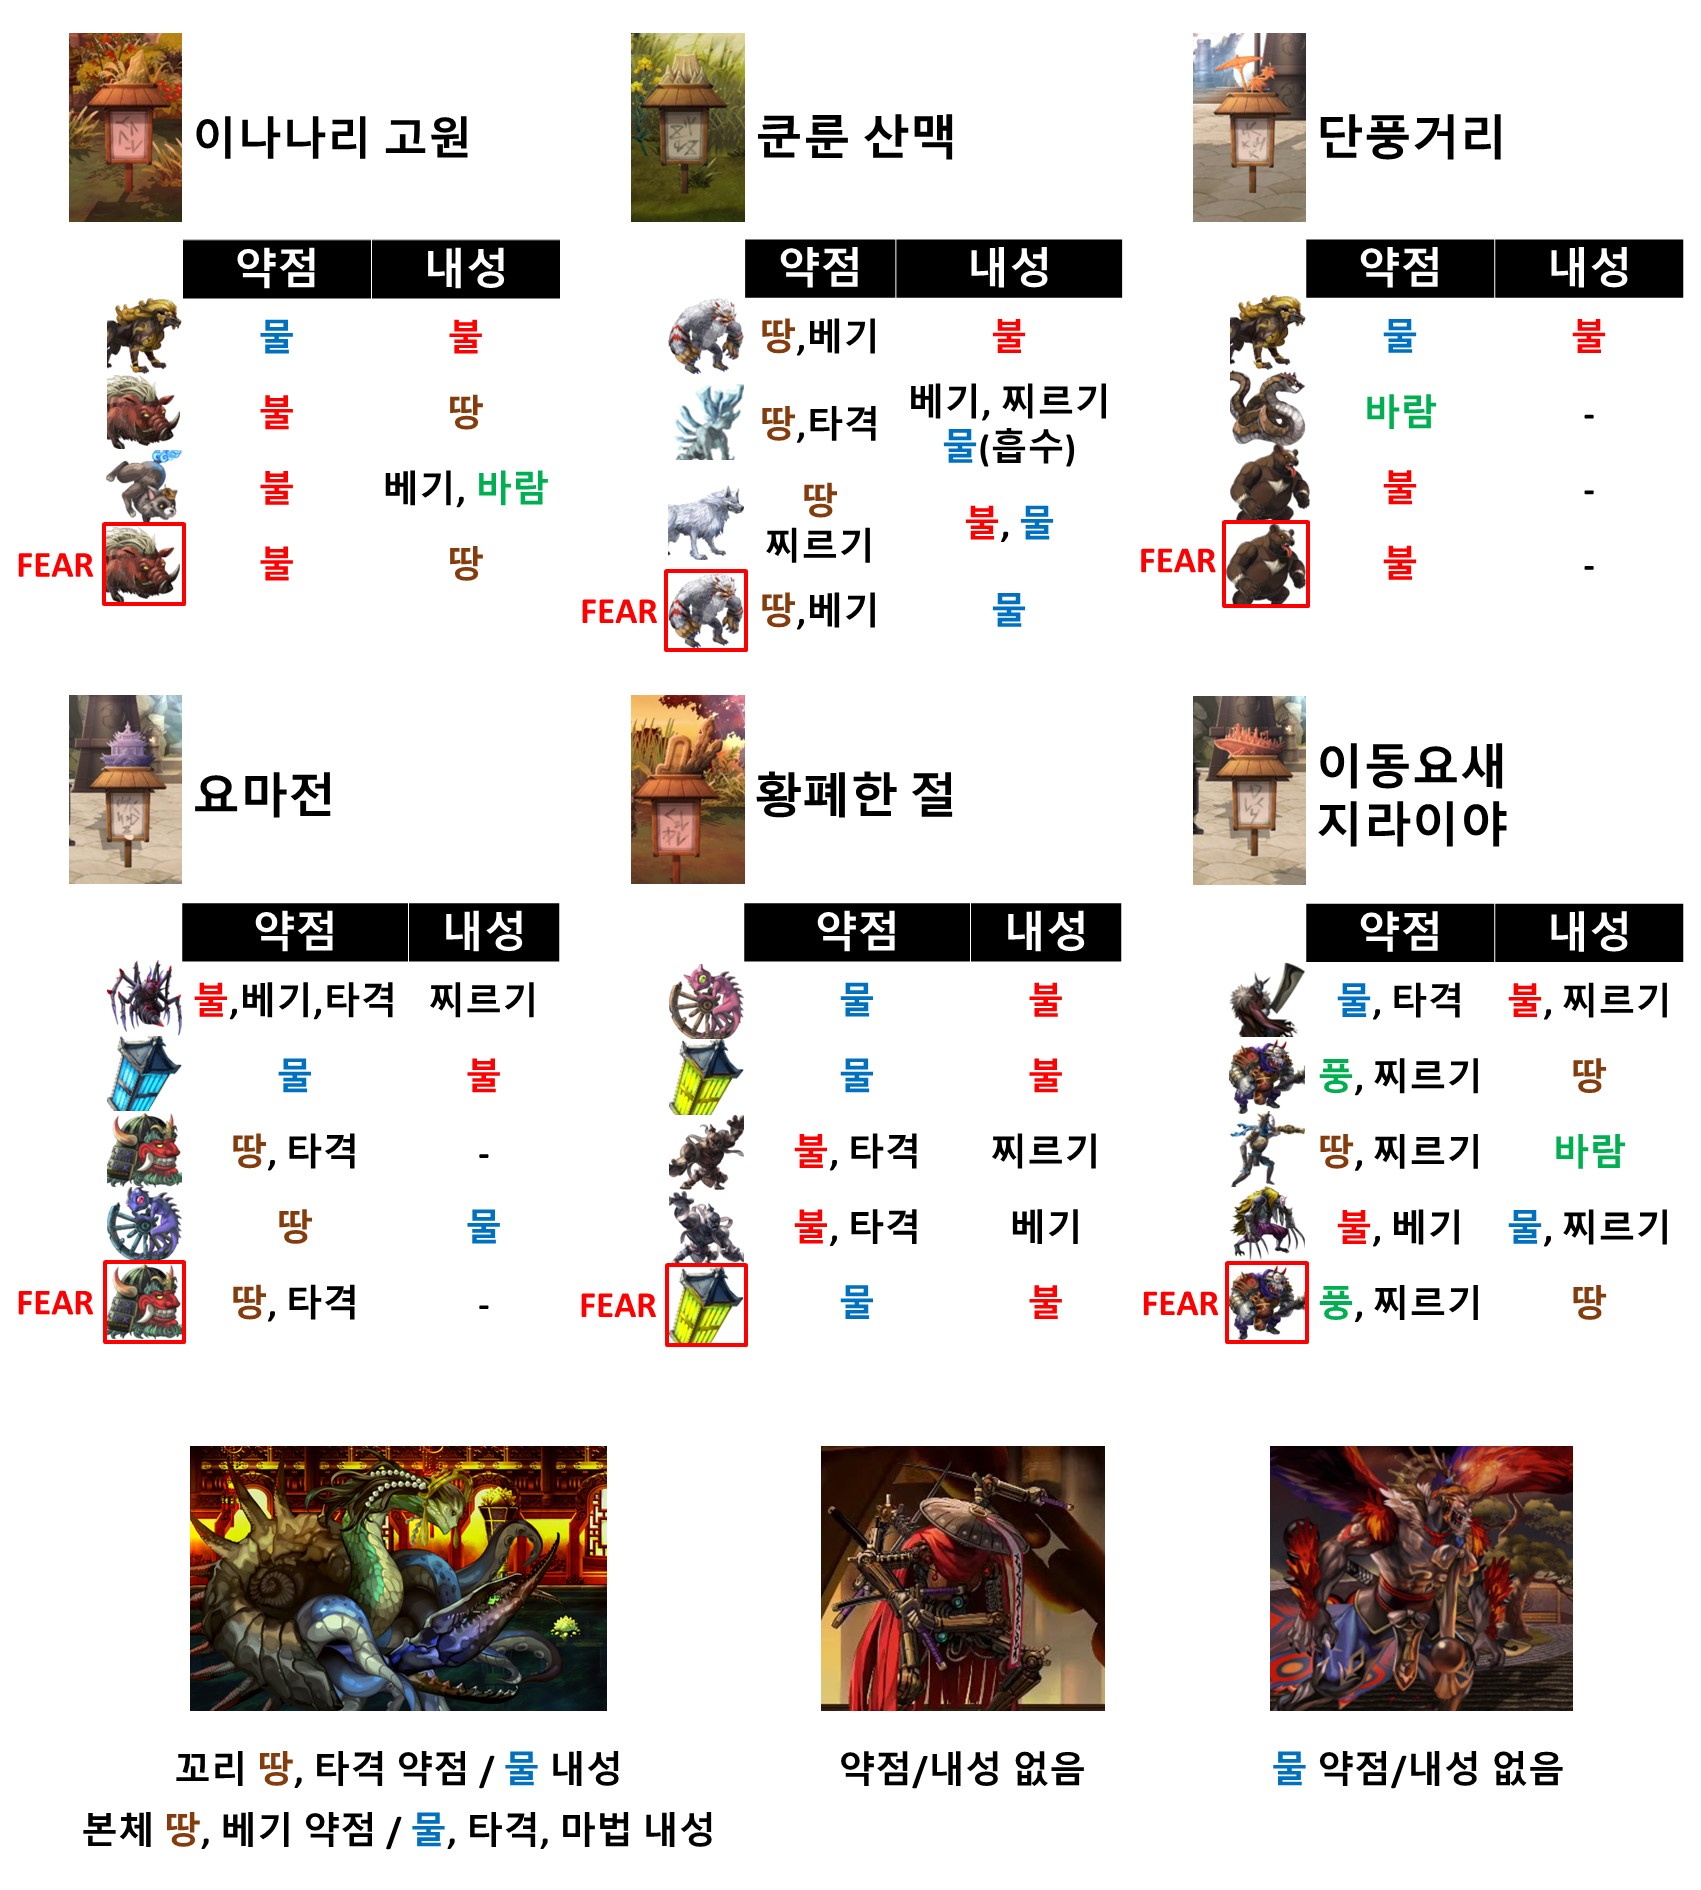 이나나리 고원
약점 내성
물 불
불 땅
불 베기, 바람
FEAR 불 땅
쿤룬 산맥
약점 내성
땅,베기 불
땅,타격 베기, 찌르기
물(흡수)
땅
찌르기 불, 물
FEAR 땅,베기 물
단풍거리
약점 내성
물 불
바람 -
불 -
FEAR 불 -
요마전
약점 내성
불,베기,타격 찌르기
물 불
땅, 타격 -
땅 물
FEAR 땅, 타격 -
황폐한 절
약점 내성
물 불
물 불
불, 타격 찌르기
불, 타격 베기
FEAR 물 불
이동요새
지라이야
약점 내성
물, 타격 불, 찌르기
풍, 찌르기 땅
땅, 찌르기 바람
불, 베기 물, 찌르기
FEAR 풍, 찌르기 땅
꼬리 땅, 타격 약점 / 물 내성
본체 땅, 베기 약점 / 물, 타격, 마법 내성
약점/내성 없음
물 약점/내성 없음